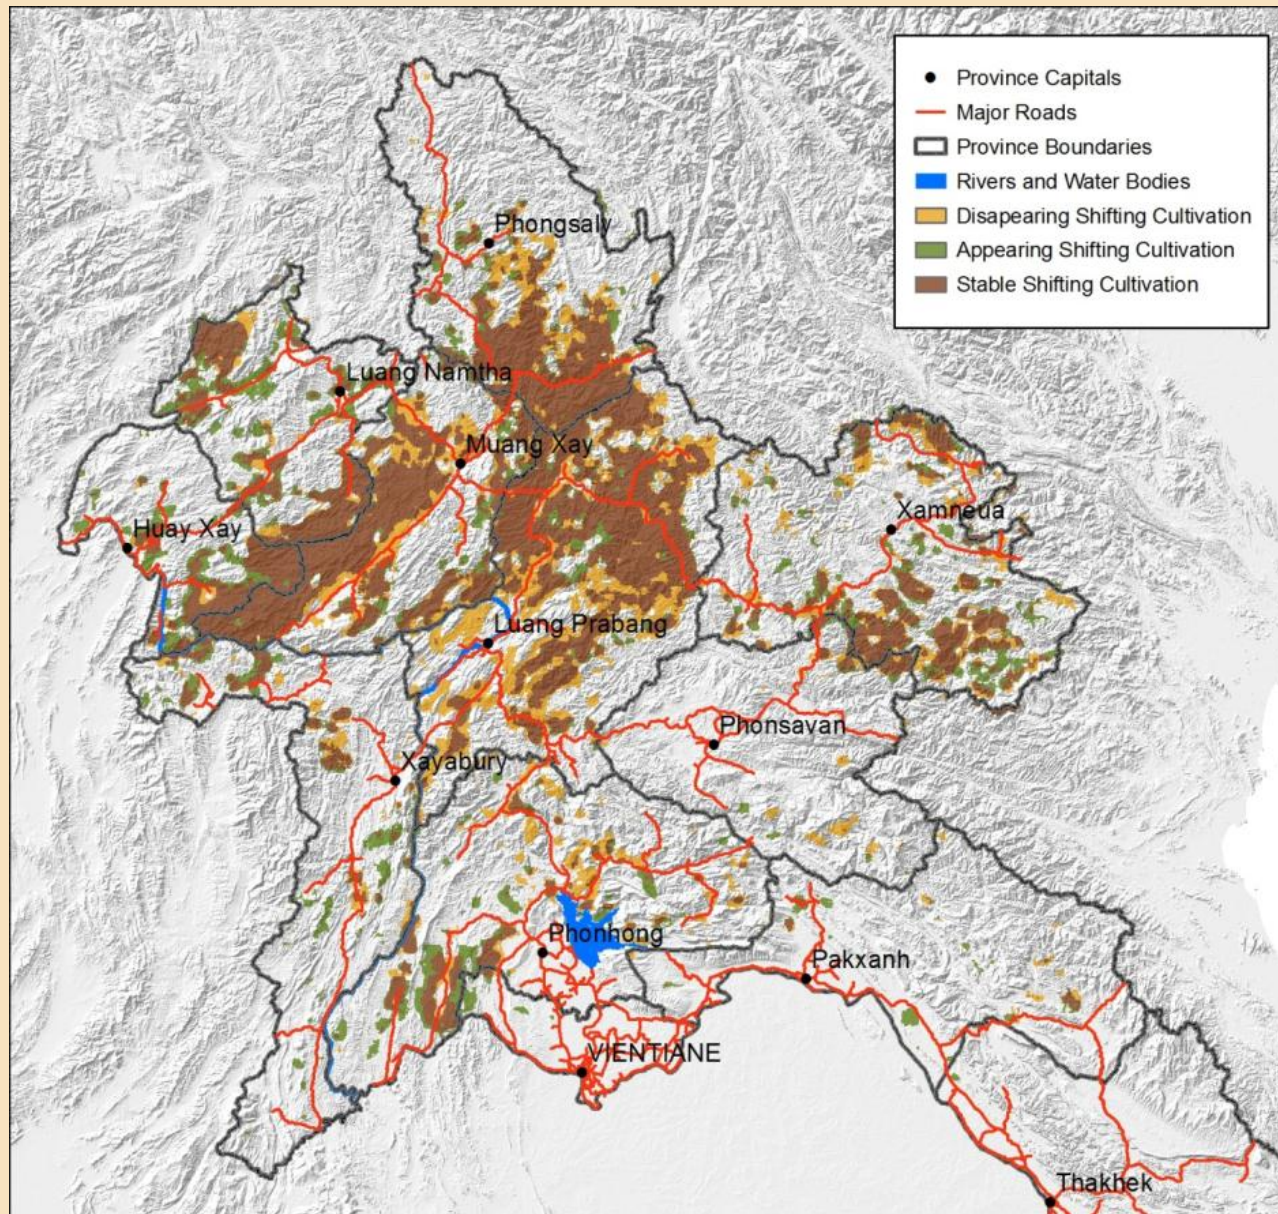 Province Capitals
Major Roads
Province Boundaries
Rivers and Water Bodies
Disapearing Shifting Cultivation
Appearing Shifting Cultivation
Stable Shifting Cultivation
Phongsaly
Luang Namtha
Muang Xay
Xamneua
Huay Xay
Luang Prabang
Phonsavan
Xayabury
Phonhong
Pakxanh
VIENTIANE
Thakhek